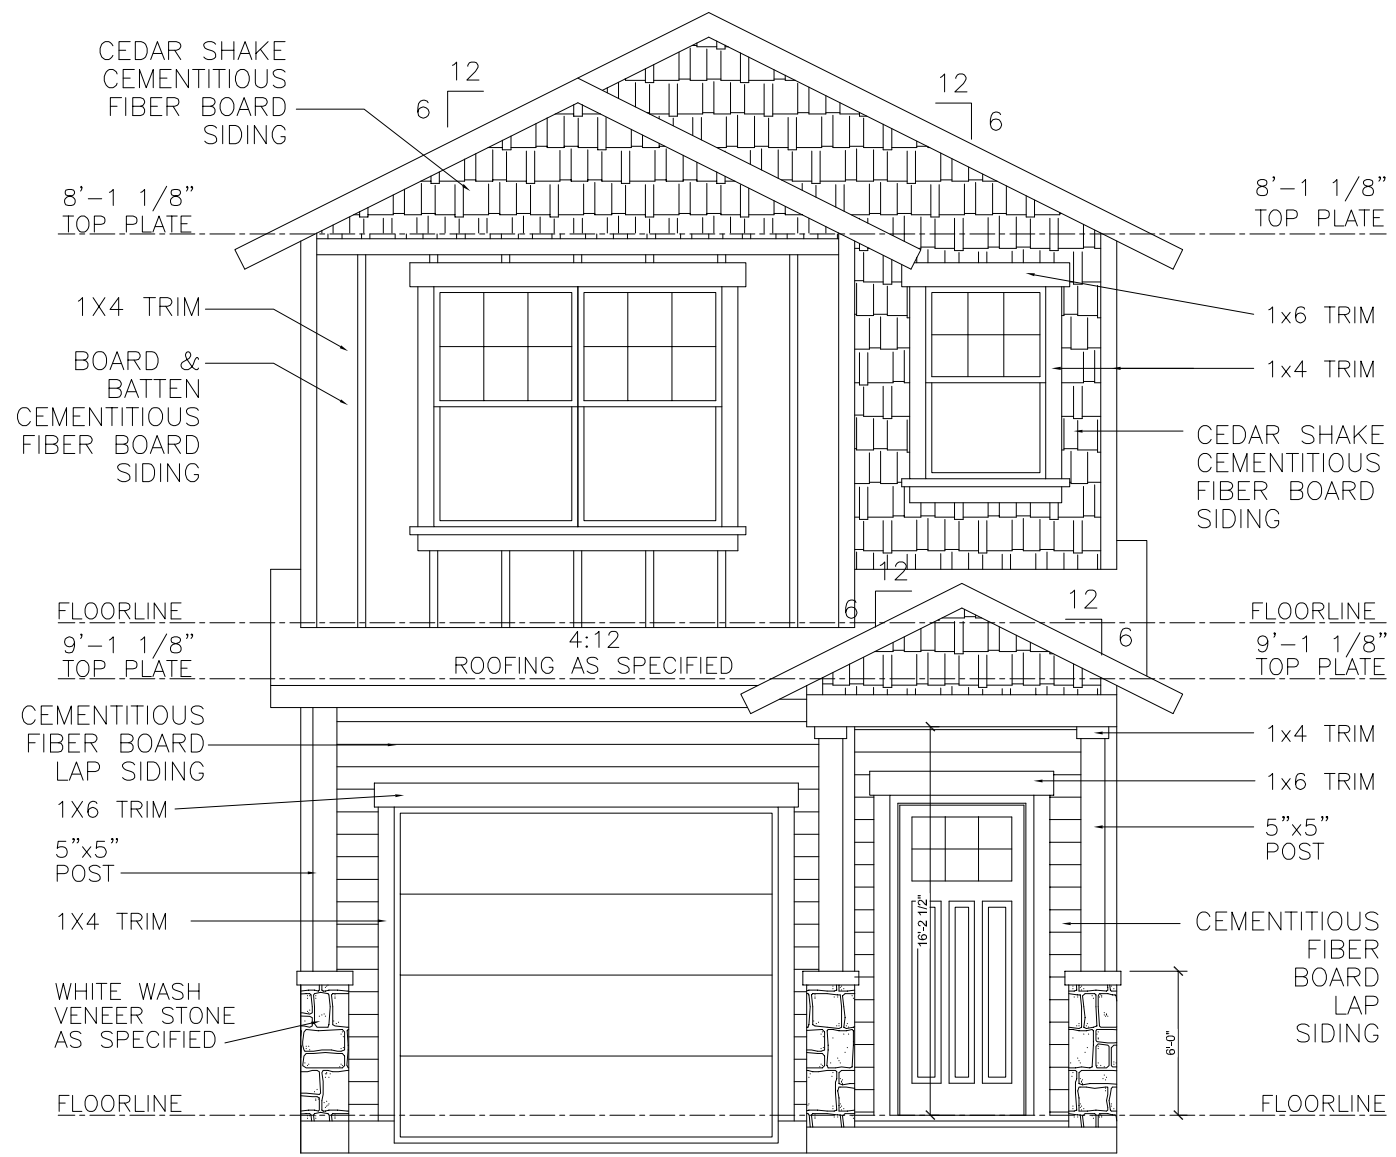 CEDAR SHAKE
CEMENTITIOUS
FIBER BOARD
SIDING
12
6
12
6
8'-1 1/8"
TOP PLATE
8'-1 1/8"
TOP PLATE
1X4 TRIM
BOARD &
BATTEN
CEMENTITIOUS
FIBER BOARD
SIDING
1x6 TRIM
1x4 TRIM
CEDAR SHAKE
CEMENTITIOUS
FIBER BOARD
SIDING
12
6
12
6
FLOORLINE
9'-1 1/8"
TOP PLATE
4:12
ROOFING AS SPECIFIED
FLOORLINE
9'-1 1/8"
TOP PLATE
CEMENTITIOUS
FIBER BOARD
LAP SIDING
1X6 TRIM
5"x5"
POST
1X4 TRIM
WHITE WASH
VENEER STONE
AS SPECIFIED
FLOORLINE
16'-2 1/2"
1x4 TRIM
1x6 TRIM
5"x5"
POST
CEMENTITIOUS
FIBER
BOARD
LAP
SIDING
6'-0"
FLOORLINE